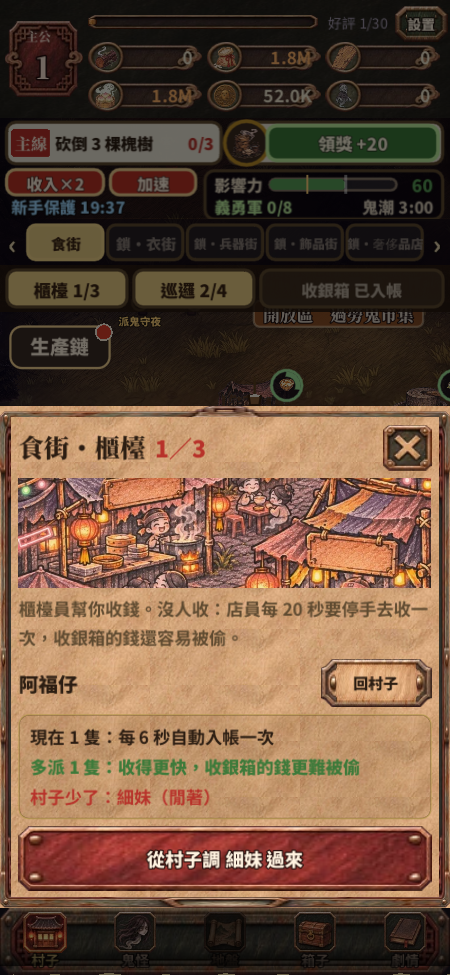 主公
1
好評 1/30
設置
0
1.8M
0
1.8M
52.0K
0
主線 砍倒 3 棵槐樹 0/3
領獎 +20
收入×2
加速
影響力 60
新手保護 19:37
義勇軍 0/8
鬼潮 3:00
‹
食街
鎖・衣街
鎖・兵器街
鎖・飾品街
鎖・奢侈品店
›
櫃檯 1/3
巡邏 2/4
收銀箱 已入帳
生產鏈
派鬼守夜
開放區
過勞鬼市集
食街・櫃檯 1/3
櫃檯員幫你收錢。沒人收：店員每 20 秒要停手去收一
次，收銀箱的錢還容易被偷。
阿福仔
回村子
現在 1 隻：每 6 秒自動入帳一次
多派 1 隻：收得更快，收銀箱的錢更難被偷
村子少了：細妹（閒著）
從村子調 細妹 過來
村子
鬼怪
箱子
劇情